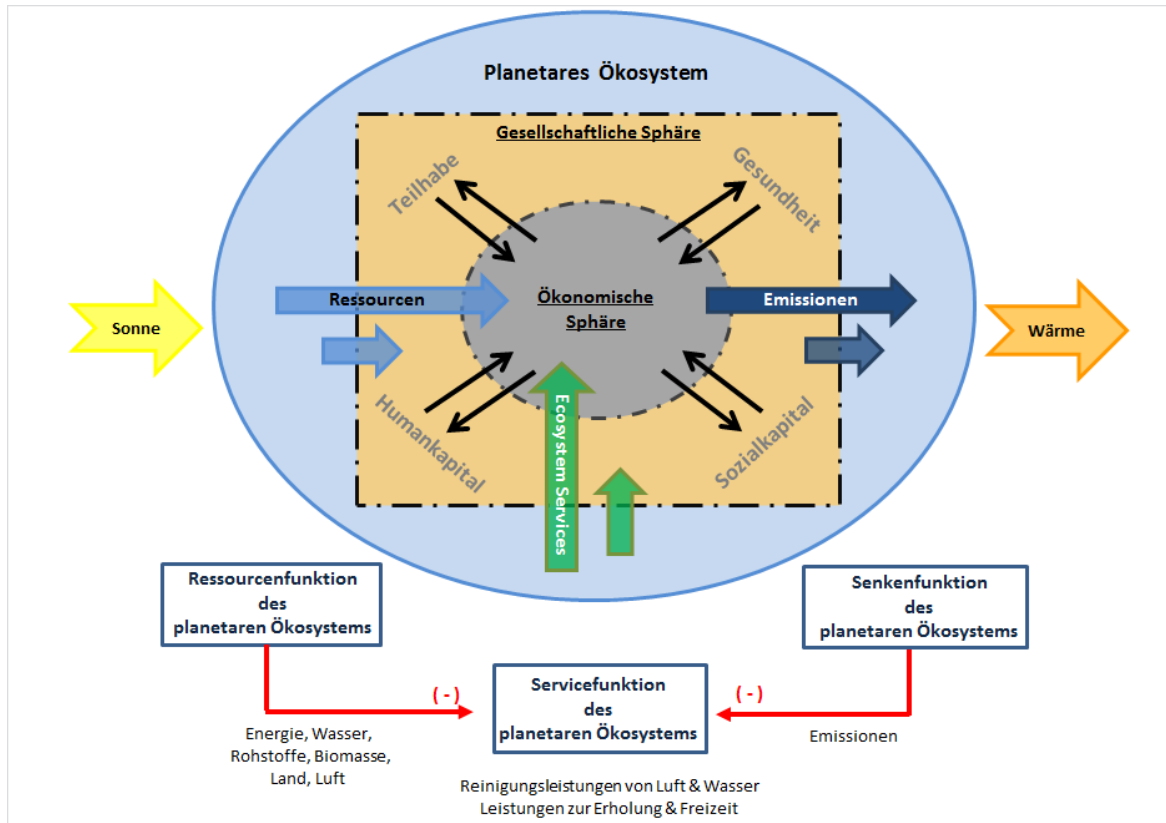 Planetares Ökosystem
Gesellschaftliche Sphäre
Teilhabe
Gesundheit
Sonne
Ressourcen
Ökonomische
Sphäre
Emissionen
Wärme
Humankapital
Ecosystem Services
Sozialkapital
Ressourcenfunktion
des
planetaren Ökosystems
Senkenfunktion
des
planetaren Ökosystems
( - )
Servicefunktion
des
planetaren Ökosystems
( - )
Energie, Wasser,
Rohstoffe, Biomasse,
Land, Luft
Emissionen
Reinigungsleistungen von Luft & Wasser
Leistungen zur Erholung & Freizeit